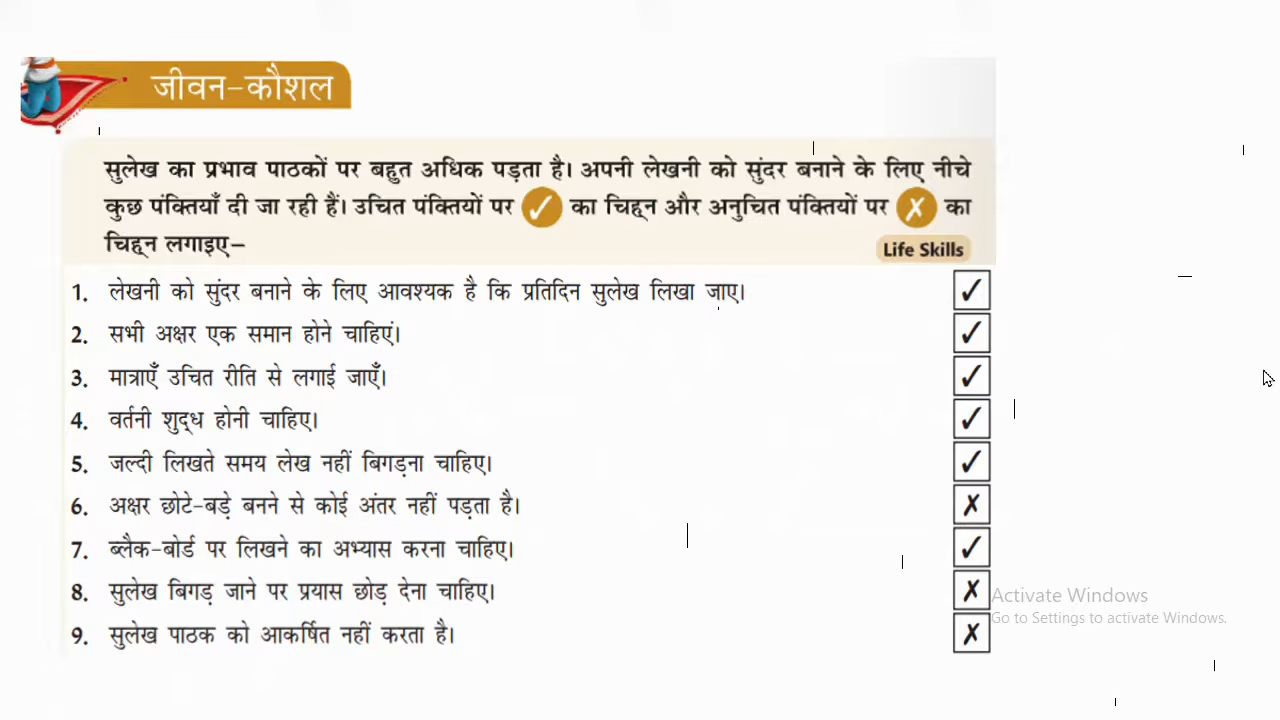 जीवन-कौशल
सुलेख का प्रभाव पाठकों पर बहुत अधिक पड़ता है। अपनी लेखनी को सुंदर बनाने के लिए नीचे
कुछ पंक्तियाँ दी जा रही हैं। उचित पंक्तियों पर ✓ का चिह्न और अनुचित पंक्तियों पर ✗ का
चिह्न लगाइए–
Life Skills
1. लेखनी को सुंदर बनाने के लिए आवश्यक है कि प्रतिदिन सुलेख लिखा जाए। ✓
2. सभी अक्षर एक समान होने चाहिएं। ✓
3. मात्राएँ उचित रीति से लगाई जाएँ। ✓
4. वर्तनी शुद्ध होनी चाहिए। ✓
5. जल्दी लिखते समय लेख नहीं बिगड़ना चाहिए। ✓
6. अक्षर छोटे-बड़े बनने से कोई अंतर नहीं पड़ता है। ✗
7. ब्लैक-बोर्ड पर लिखने का अभ्यास करना चाहिए। ✓
8. सुलेख बिगड़ जाने पर प्रयास छोड़ देना चाहिए। ✗
9. सुलेख पाठक को आकर्षित नहीं करता है। ✗
Activate Windows
Go to Settings to activate Windows.